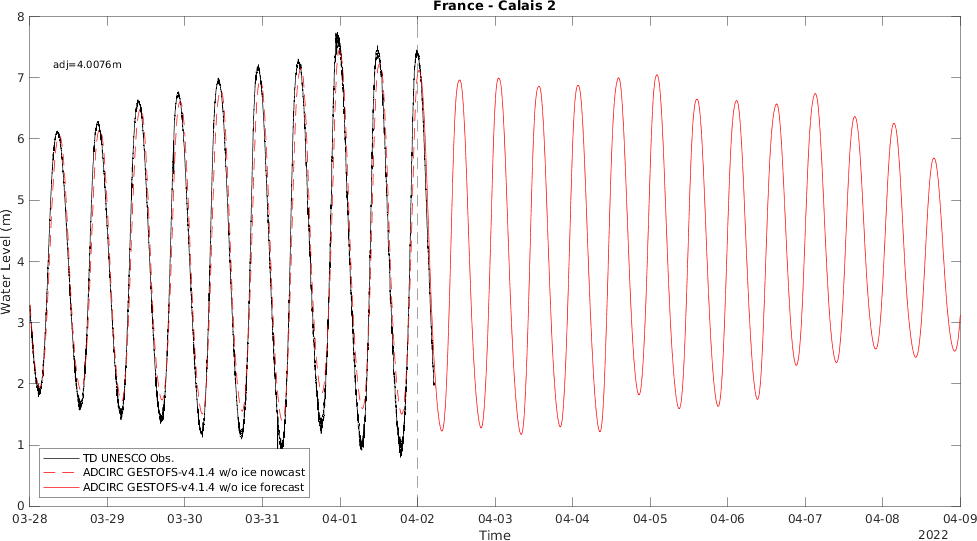 France - Calais 2
8
7
6
5
4
3
2
1
0
Water Level (m)
adj=4.0076m
TD UNESCO Obs.
ADCIRC GESTOFS-v4.1.4 w/o ice nowcast
ADCIRC GESTOFS-v4.1.4 w/o ice forecast
03-28 03-29 03-30 03-31 04-01 04-02 04-03 04-04 04-05 04-06 04-07 04-08 04-09
Time
2022